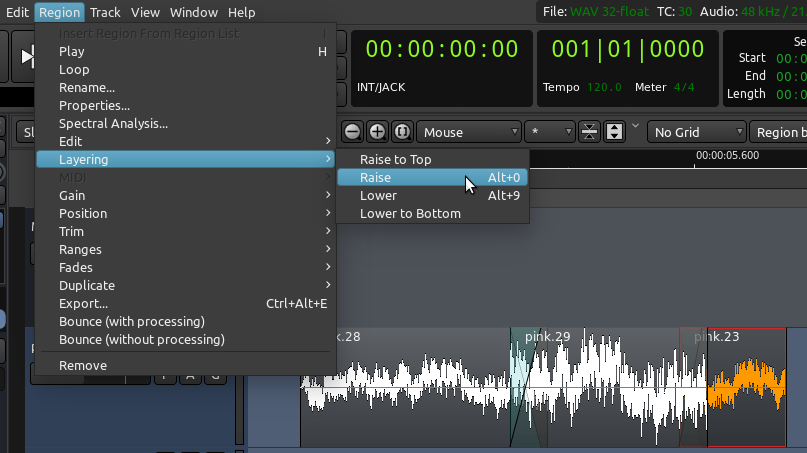 Edit Region Track View Window Help
File: WAV 32-float TC: 30 Audio: 48 kHz / 21
Insert Region From Region List I
Play H
Loop
Rename...
Properties...
Spectral Analysis...
Edit
Layering
MIDI
Gain
Position
Trim
Ranges
Fades
Duplicate
Export... Ctrl+Alt+E
Bounce (with processing)
Bounce (without processing)
Remove
Raise to Top
Raise Alt+0
Lower Alt+9
Lower to Bottom
00:00:00:00
INT/JACK
001|01|0000
Tempo 120.0 Meter 4/4
Start
End
Length
Mouse
*
No Grid
Region b
00:00:05.600
k.28
pink.29
pink.23